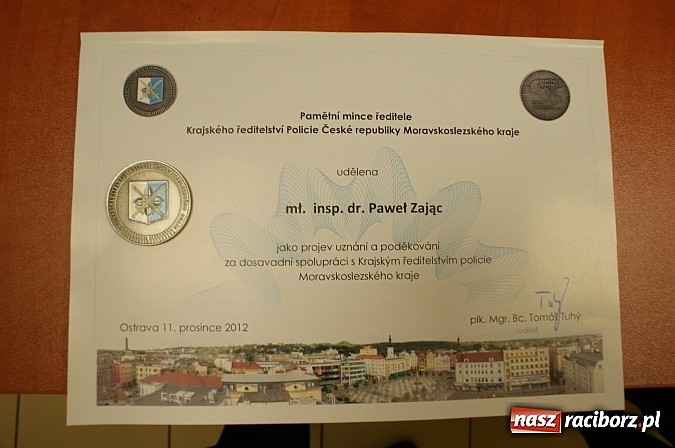 Pamětní mince ředitele
Krajského ředitelství Policie České republiky Moravskoslezského kraje
udělena
mł. insp. dr. Paweł Zając
jako projev uznání a poděkování
za dosavadní spolupráci s Krajským ředitelstvím policie
Moravskoslezského kraje
Ostrava 11. prosince 2012
plk. Mgr. Bc. Tomáš Tuhý
ředitel
nasz raciborz.pl